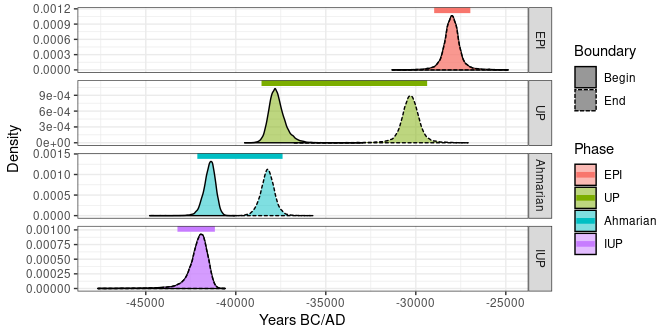 0.0012
0.0009
0.0006
0.0003
0.0000
EPI
9e-04
6e-04
3e-04
0e+00
UP
0.0015
0.0010
0.0005
0.0000
Ahmarian
0.00100
0.00075
0.00050
0.00025
0.00000
IUP
-45000 -40000 -35000 -30000 -25000
Years BC/AD
Density
Boundary
Begin
End
Phase
EPI
UP
Ahmarian
IUP